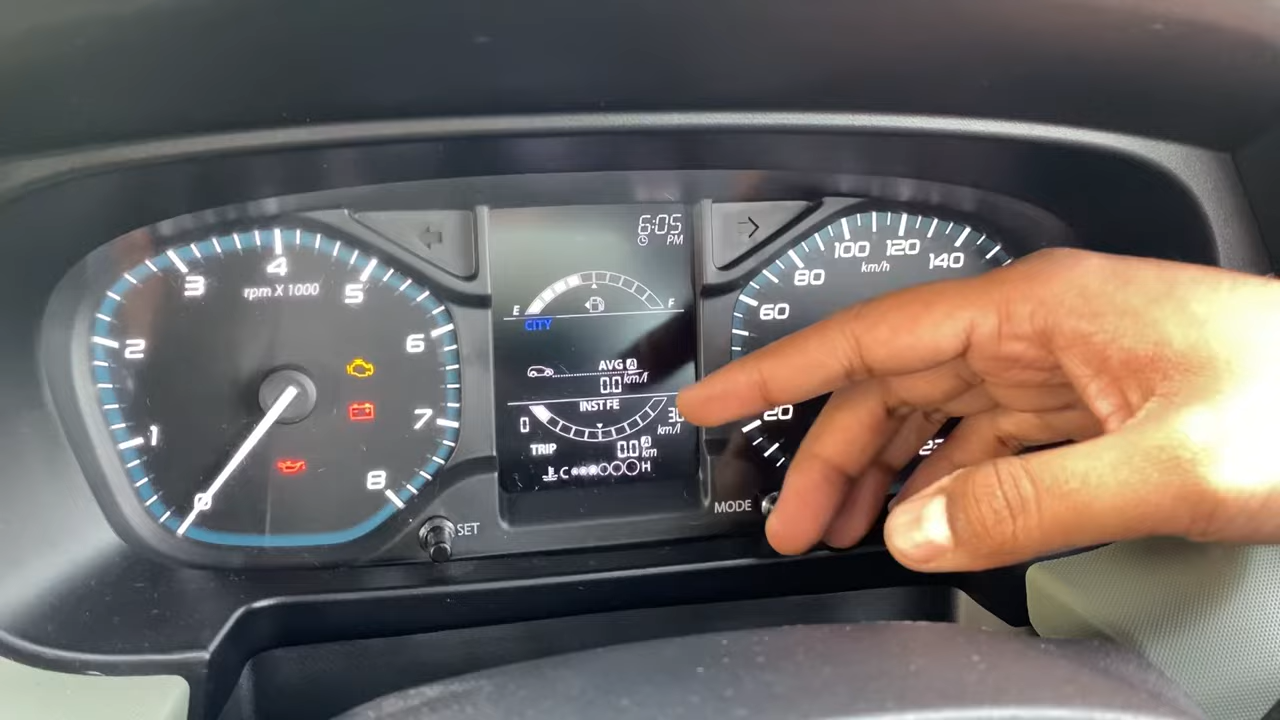 0
1
2
3
4
5
6
7
8
rpm X 1000
SET
6:05
PM
E F
CITY
AVG A
0.0 km/l
INST FE
0 30
km/l
TRIP 0.0 A
km
C H
20
60
80
100
120
140
km/h
MODE